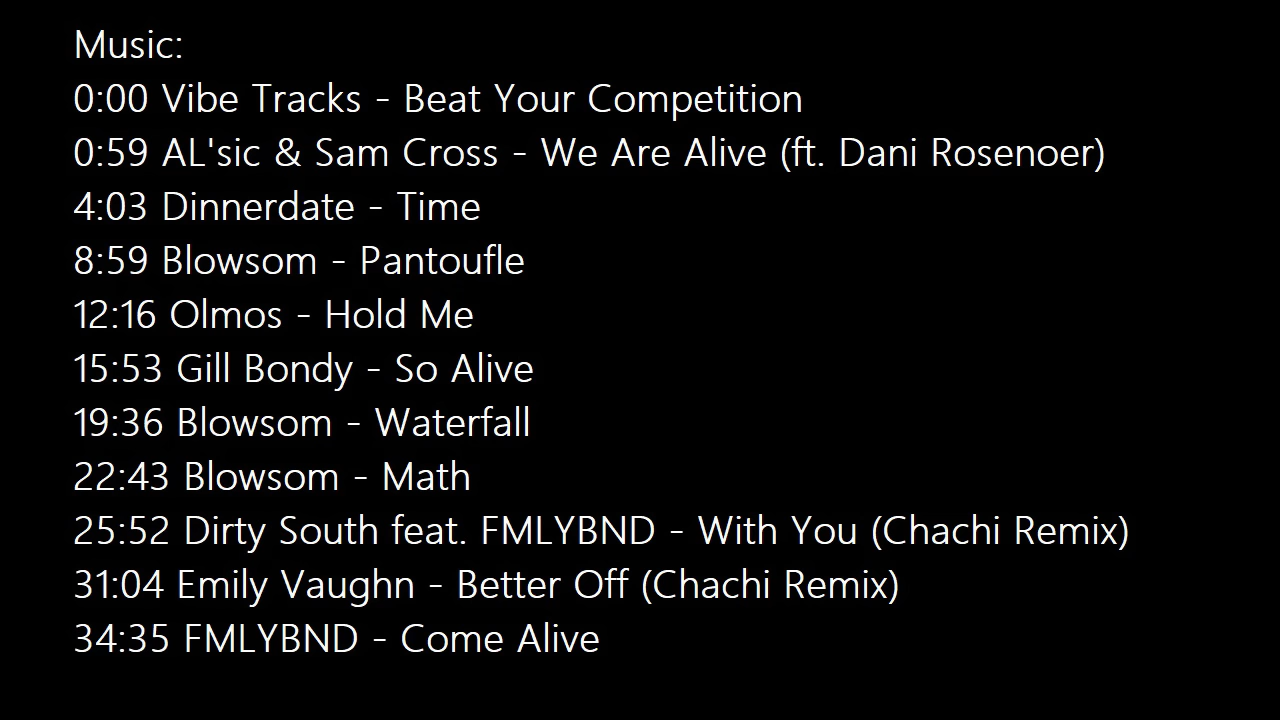 Music:
0:00 Vibe Tracks - Beat Your Competition
0:59 AL'sic & Sam Cross - We Are Alive (ft. Dani Rosenoer)
4:03 Dinnerdate - Time
8:59 Blowsom - Pantoufle
12:16 Olmos - Hold Me
15:53 Gill Bondy - So Alive
19:36 Blowsom - Waterfall
22:43 Blowsom - Math
25:52 Dirty South feat. FMLYBND - With You (Chachi Remix)
31:04 Emily Vaughn - Better Off (Chachi Remix)
34:35 FMLYBND - Come Alive